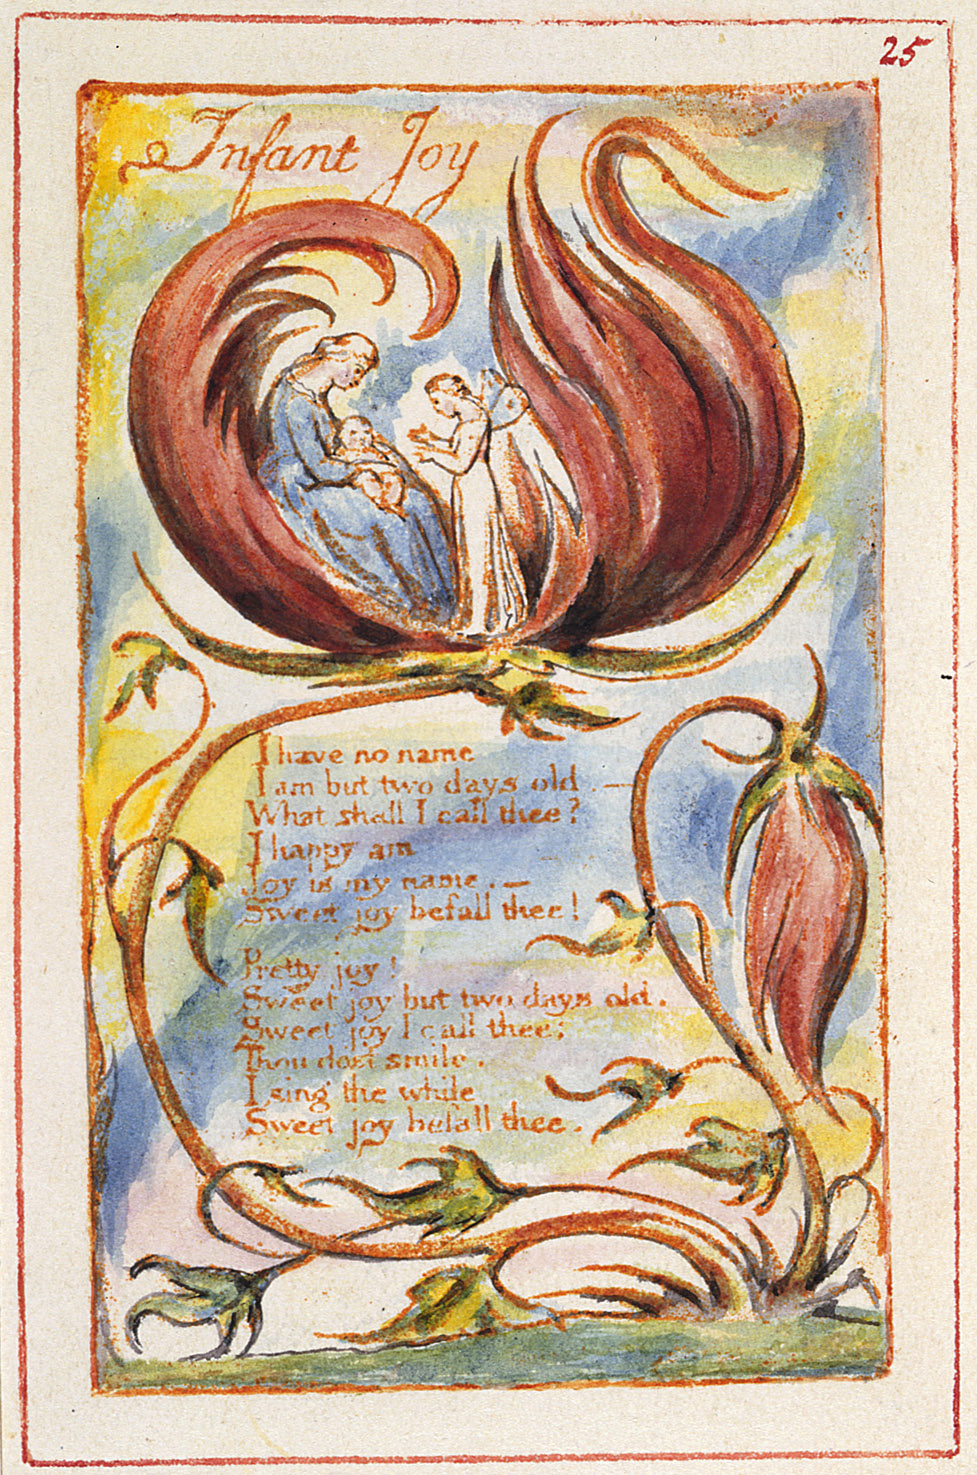 25
Infant Joy
I have no name
I am but two days old. —
What shall I call thee?
I happy am
Joy is my name. —
Sweet joy befall thee!
Pretty joy!
Sweet joy but two days old.
Sweet joy I call thee:
Thou dost smile.
I sing the while
Sweet joy befall thee.